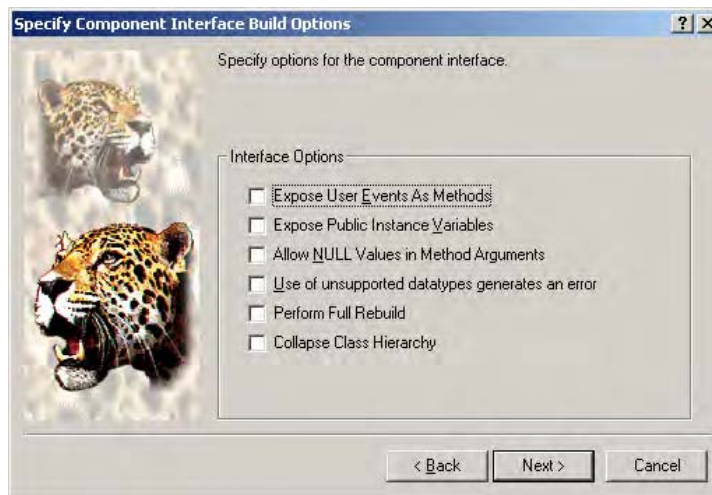 Specify Component Interface Build Options
Specify options for the component interface.
Interface Options
Expose User Events As Methods
Expose Public Instance Variables
Allow NULL Values in Method Arguments
Use of unsupported datatypes generates an error
Perform Full Rebuild
Collapse Class Hierarchy
< Back
Next >
Cancel